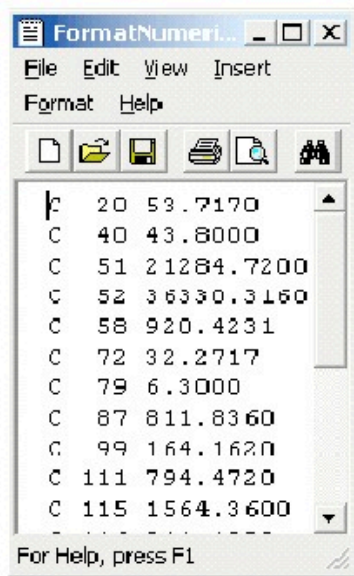 FormatNumeri...
File Edit View Insert
Format Help
C 20 53.7170
C 40 43.8000
C 51 21284.7200
C 52 36330.3160
C 58 920.4231
C 72 32.2717
C 79 6.3000
C 87 811.8360
C 99 164.1620
C 111 794.4720
C 115 1564.3600
For Help, press F1